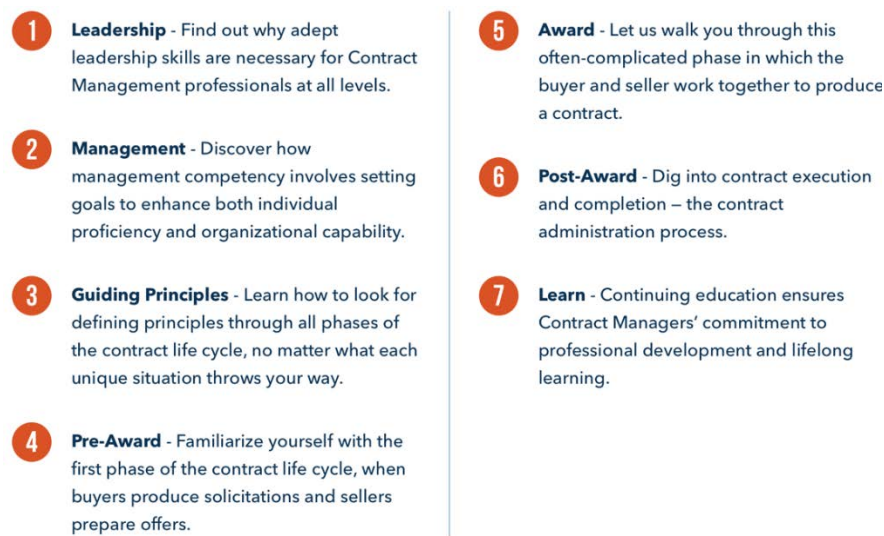 1
Leadership - Find out why adept
leadership skills are necessary for Contract
Management professionals at all levels.
2
Management - Discover how
management competency involves setting
goals to enhance both individual
proficiency and organizational capability.
3
Guiding Principles - Learn how to look for
defining principles through all phases of
the contract life cycle, no matter what each
unique situation throws your way.
4
Pre-Award - Familiarize yourself with the
first phase of the contract life cycle, when
buyers produce solicitations and sellers
prepare offers.
5
Award - Let us walk you through this
often-complicated phase in which the
buyer and seller work together to produce
a contract.
6
Post-Award - Dig into contract execution
and completion – the contract
administration process.
7
Learn - Continuing education ensures
Contract Managers’ commitment to
professional development and lifelong
learning.